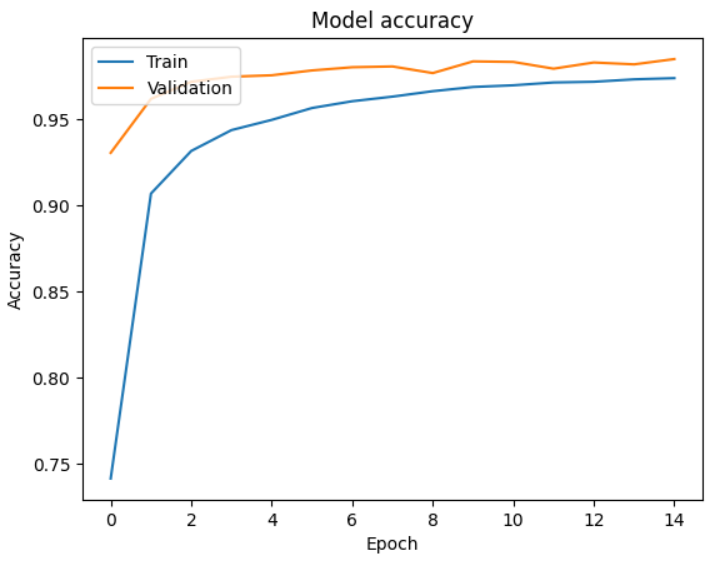 Model accuracy
Train
Validation
0.95
0.90
0.85
0.80
0.75
Accuracy
0 2 4 6 8 10 12 14
Epoch